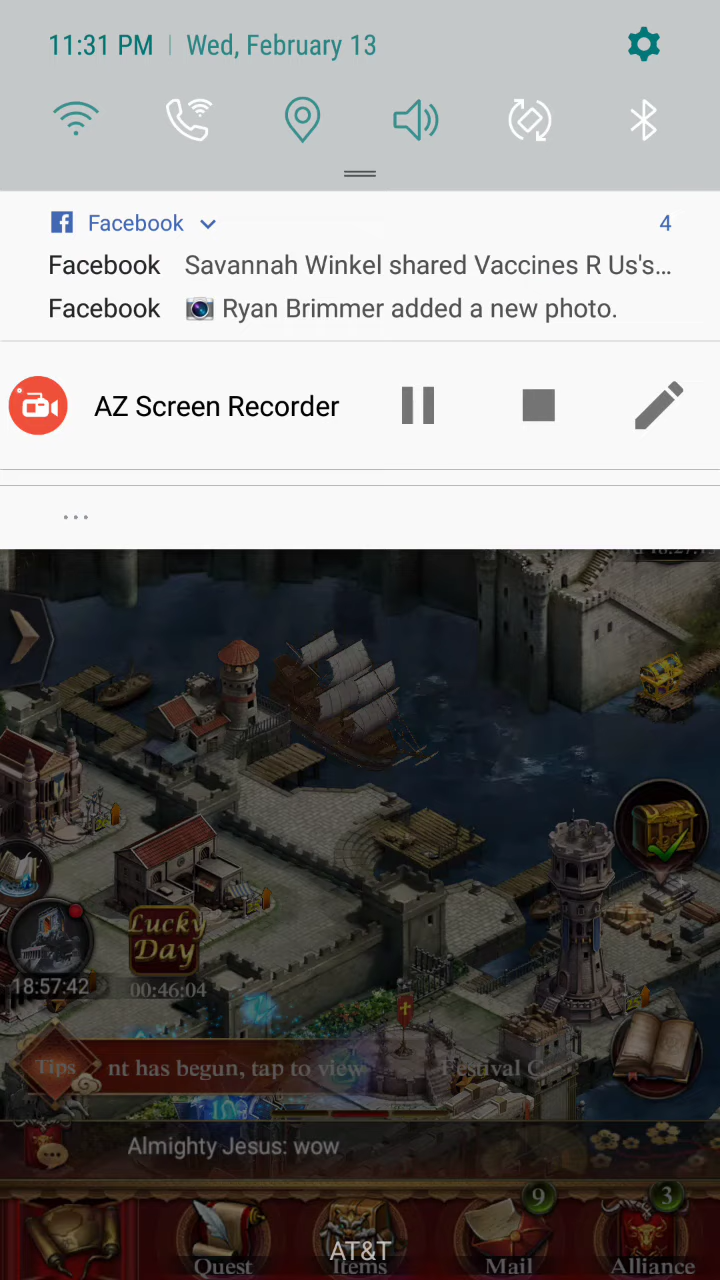 11:31 PM | Wed, February 13
Facebook 4
Facebook Savannah Winkel shared Vaccines R Us's...
Facebook Ryan Brimmer added a new photo.
AZ Screen Recorder
...
Lucky
Day
18:57:42 00:46:04
Tips nt has begun, tap to view Festival C
Almighty Jesus: wow
9 3
Quest Items Mail Alliance
AT&T